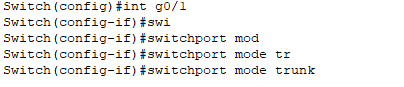 Switch(config)#int g0/1
Switch(config-if)#swi
Switch(config-if)#switchport mod
Switch(config-if)#switchport mode tr
Switch(config-if)#switchport mode trunk